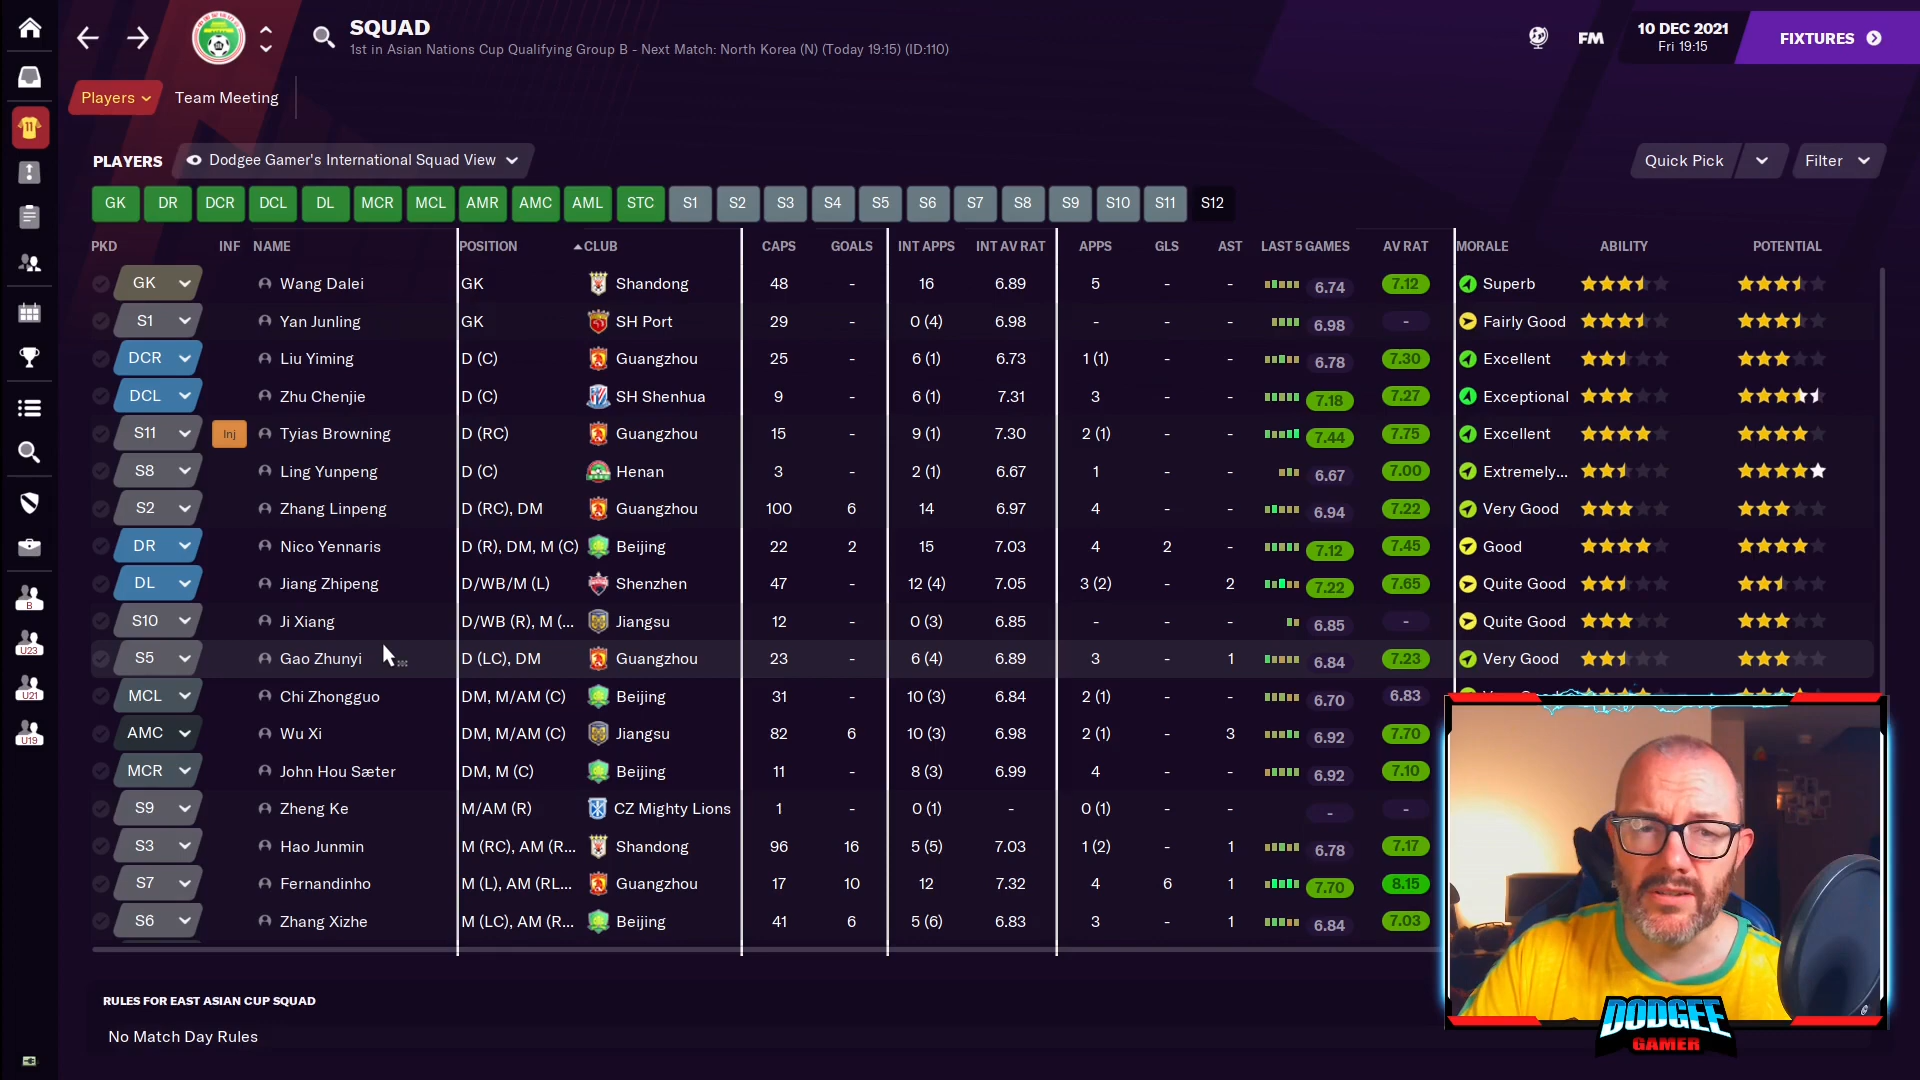 SQUAD
1st in Asian Nations Cup Qualifying Group B - Next Match: North Korea (N) (Today 19:15) (ID:110)
FM
10 DEC 2021
Fri 19:15
FIXTURES
Players
Team Meeting
PLAYERS
Dodgee Gamer's International Squad View
Quick Pick
Filter
GK DR DCR DCL DL MCR MCL AMR AMC AML STC S1 S2 S3 S4 S5 S6 S7 S8 S9 S10 S11 S12
PKD INF NAME POSITION CLUB CAPS GOALS INT APPS INT AV RAT APPS GLS AST LAST 5 GAMES AV RAT MORALE ABILITY POTENTIAL
GK Wang Dalei GK Shandong 48 - 16 6.89 5 - - 6.74 7.12 Superb
S1 Yan Junling GK SH Port 29 - 0 (4) 6.98 - - - 6.98 - Fairly Good
DCR Liu Yiming D (C) Guangzhou 25 - 6 (1) 6.73 1 (1) - - 6.78 7.30 Excellent
DCL Zhu Chenjie D (C) SH Shenhua 9 - 6 (1) 7.31 3 - - 7.18 7.27 Exceptional
S11 Inj Tyias Browning D (RC) Guangzhou 15 - 9 (1) 7.30 2 (1) - - 7.44 7.75 Excellent
S8 Ling Yunpeng D (C) Henan 3 - 2 (1) 6.67 1 - - 6.67 7.00 Extremely...
S2 Zhang Linpeng D (RC), DM Guangzhou 100 6 14 6.97 4 - - 6.94 7.22 Very Good
DR Nico Yennaris D (R), DM, M (C) Beijing 22 2 15 7.03 4 2 - 7.12 7.45 Good
DL Jiang Zhipeng D/WB/M (L) Shenzhen 47 - 12 (4) 7.05 3 (2) - 2 7.22 7.65 Quite Good
S10 Ji Xiang D/WB (R), M (... Jiangsu 12 - 0 (3) 6.85 - - - 6.85 - Quite Good
S5 Gao Zhunyi D (LC), DM Guangzhou 23 - 6 (4) 6.89 3 - 1 6.84 7.23 Very Good
MCL Chi Zhongguo DM, M/AM (C) Beijing 31 - 10 (3) 6.84 2 (1) - - 6.70 6.83
AMC Wu Xi DM, M/AM (C) Jiangsu 82 6 10 (3) 6.98 2 (1) - 3 6.92 7.70
MCR John Hou Sæter DM, M (C) Beijing 11 - 8 (3) 6.99 4 - - 6.92 7.10
S9 Zheng Ke M/AM (R) CZ Mighty Lions 1 - 0 (1) - 0 (1) - - - -
S3 Hao Junmin M (RC), AM (R... Shandong 96 16 5 (5) 7.03 1 (2) - 1 6.78 7.17
S7 Fernandinho M (L), AM (RL... Guangzhou 17 10 12 7.32 4 6 1 7.70 8.15
S6 Zhang Xizhe M (LC), AM (R... Beijing 41 6 5 (6) 6.83 3 - 1 6.84 7.03
RULES FOR EAST ASIAN CUP SQUAD
No Match Day Rules
11
B
U23
U21
U19
DODGEE
GAMER